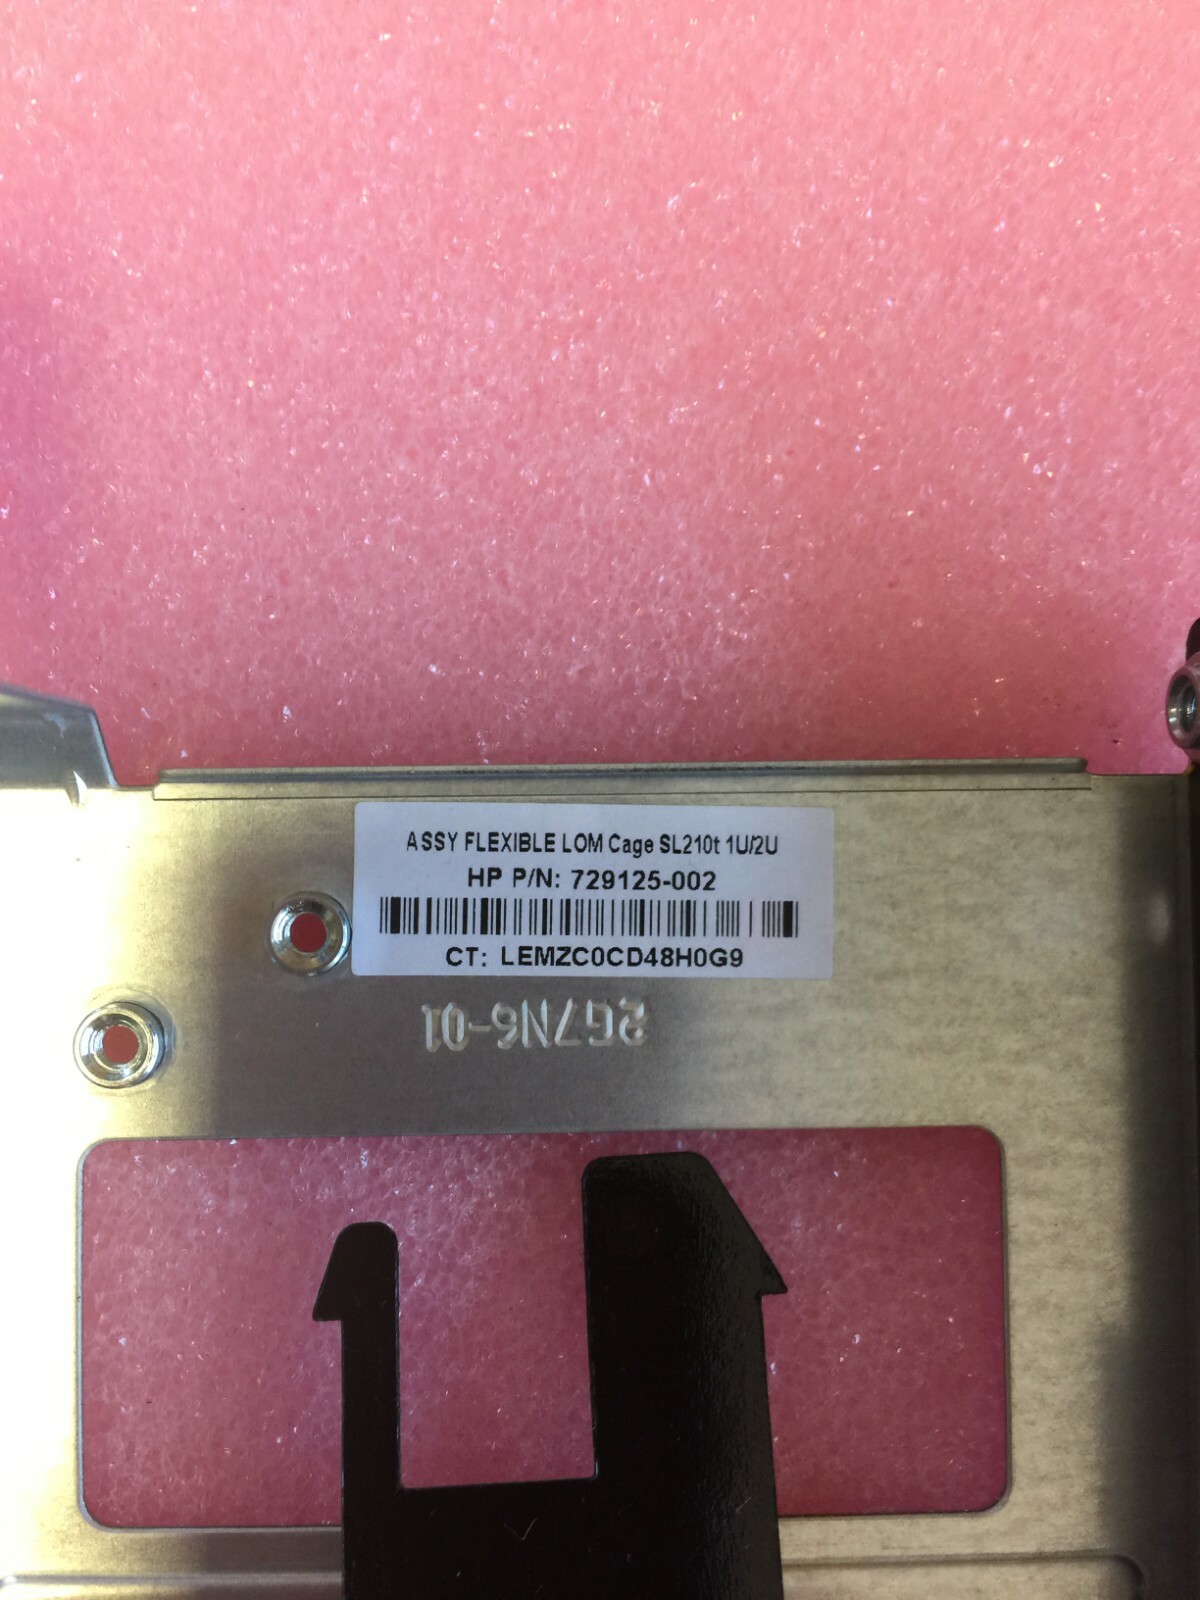 ASSY FLEXIBLE LOM Cage SL210t 1U/2U
HP P/N: 729125-002
CT: LEMZC0CD48H0G9
2G7N6-01